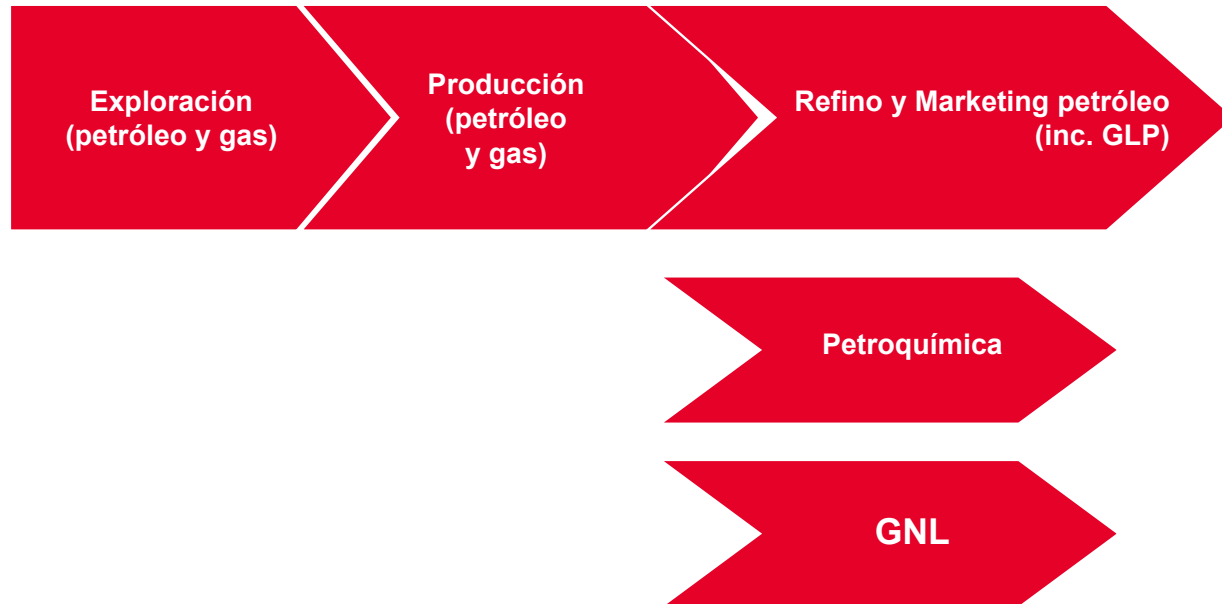 Exploración
(petróleo y gas)
Producción
(petróleo
y gas)
Refino y Marketing petróleo
(inc. GLP)
Petroquímica
GNL